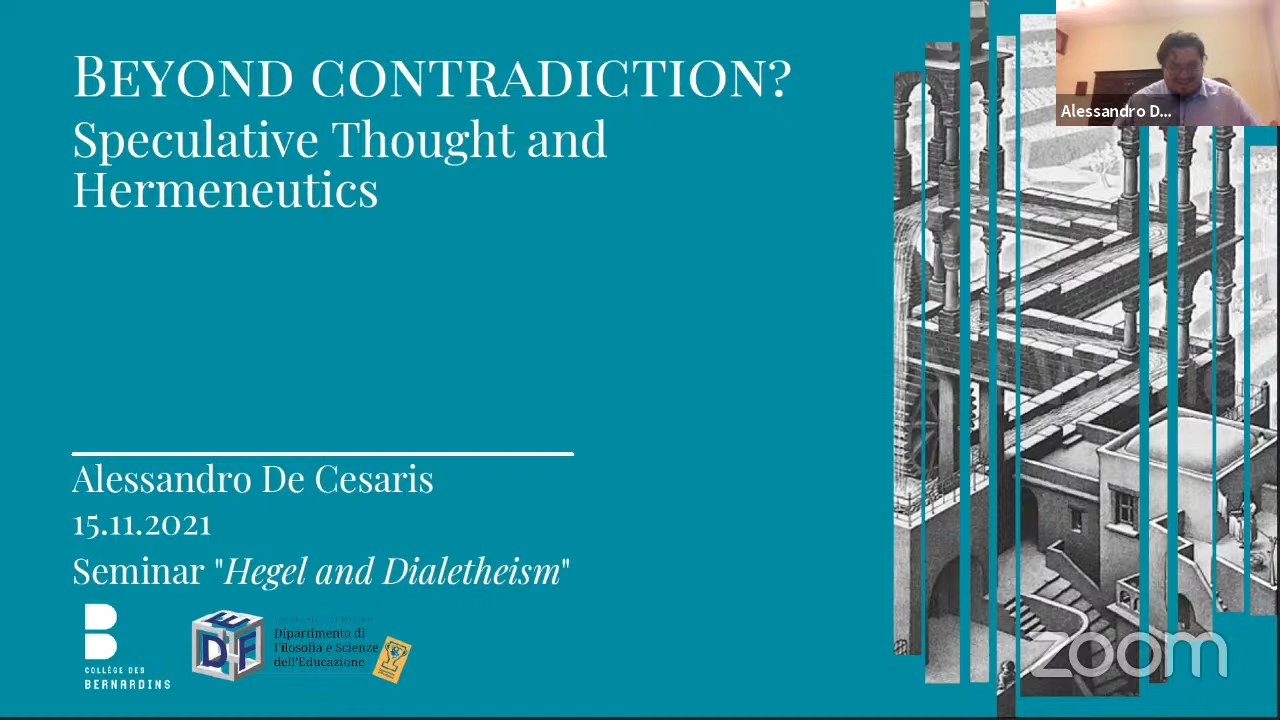 BEYOND CONTRADICTION?
Speculative Thought and
Hermeneutics
Alessandro D...
Alessandro De Cesaris
15.11.2021
Seminar "Hegel and Dialetheism"
COLLÈGE DES
BERNARDINS
DEF
Dipartimento di
Filosofia e Scienze
dell'Educazione
zoom